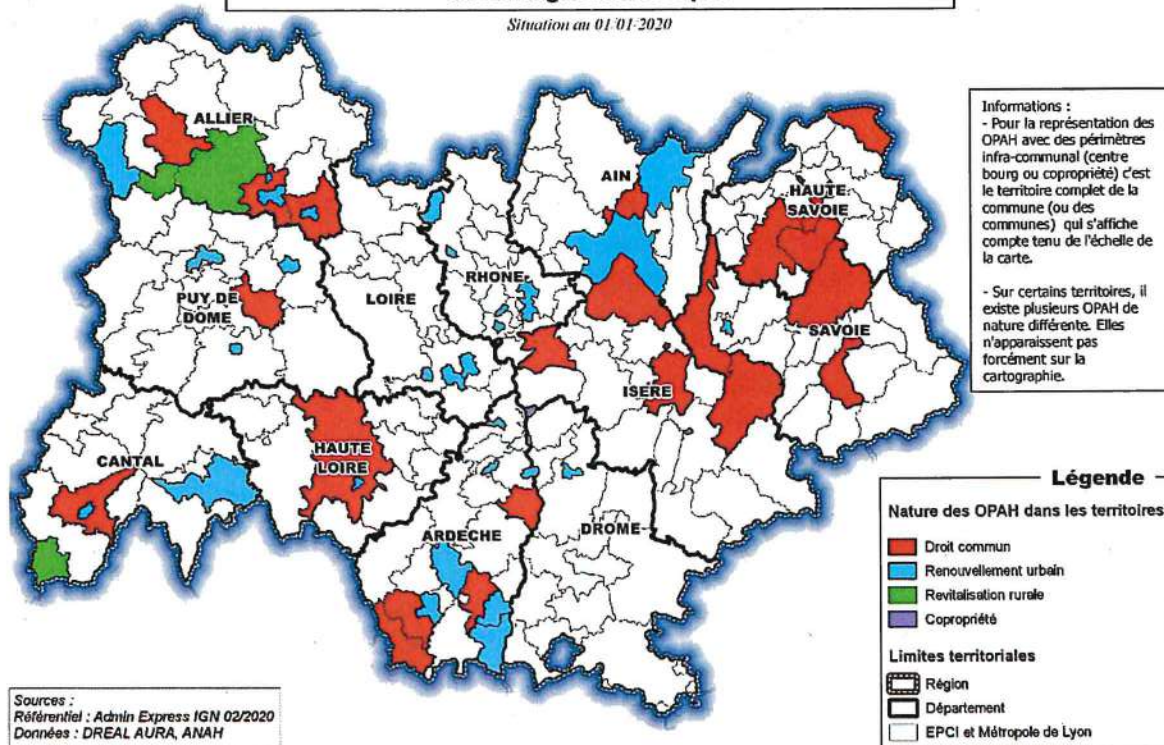 Situation au 01/01/2020
Informations :
- Pour la représentation des
OPAH avec des périmètres
infra-communal (centre
bourg ou copropriété) c'est
le territoire complet de la
commune (ou des
communes) qui s'affiche
compte tenu de l'échelle de
la carte.
- Sur certains territoires, il
existe plusieurs OPAH de
nature différente. Elles
n'apparaissent pas
forcément sur la
cartographie.
ALLIER
AIN
HAUTE
SAVOIE
RHONE
LOIRE
PUY DE
DOME
SAVOIE
ISERE
HAUTE
LOIRE
CANTAL
ARDECHE
DROME
Légende
Nature des OPAH dans les territoires
Droit commun
Renouvellement urbain
Revitalisation rurale
Copropriété
Limites territoriales
Région
Département
EPCI et Métropole de Lyon
Sources :
Référentiel : Admin Express IGN 02/2020
Données : DREAL AURA, ANAH